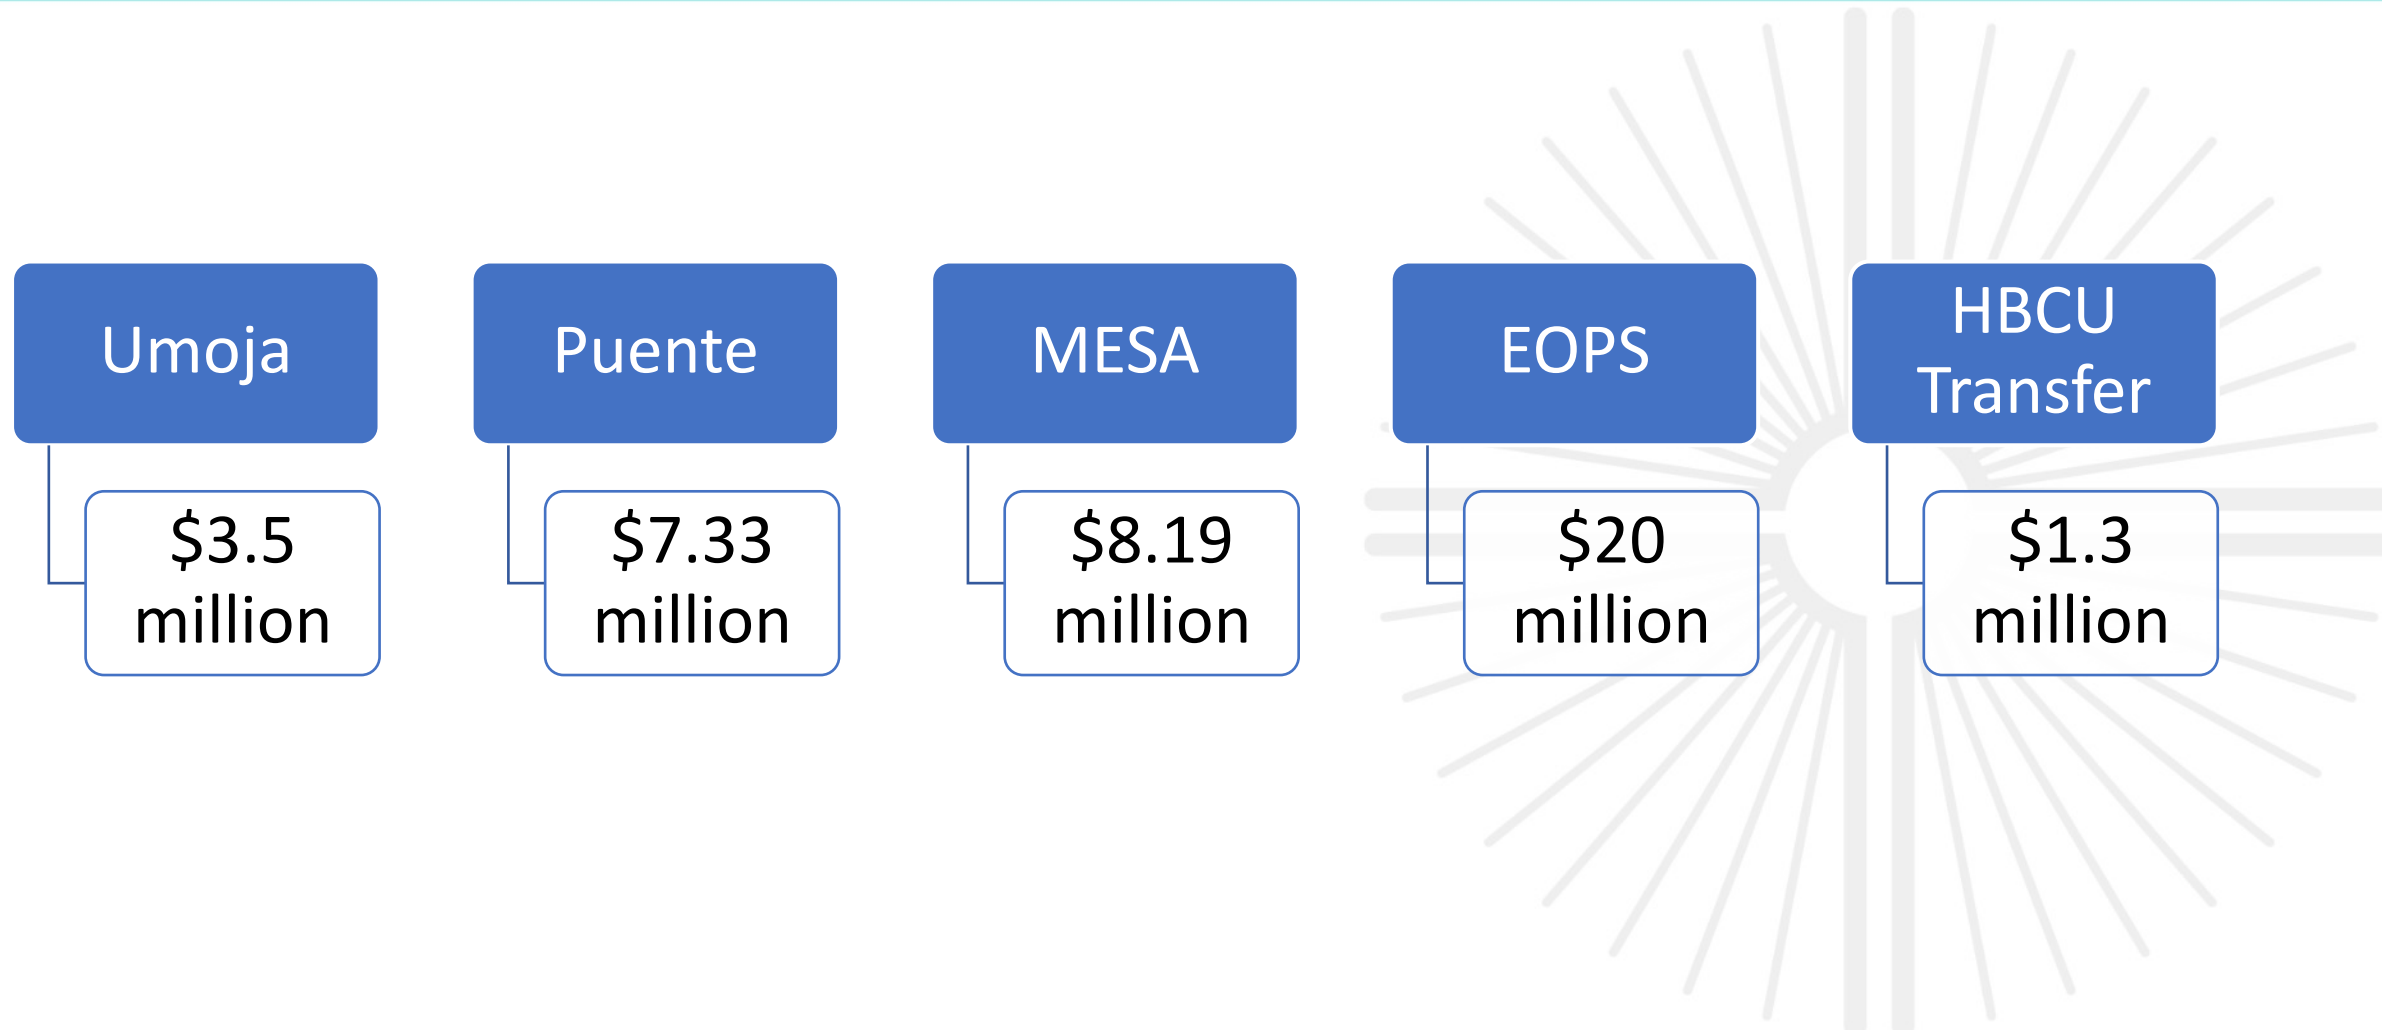 Umoja
$3.5
million
Puente
$7.33
million
MESA
$8.19
million
EOPS
$20
million
HBCU
Transfer
$1.3
million